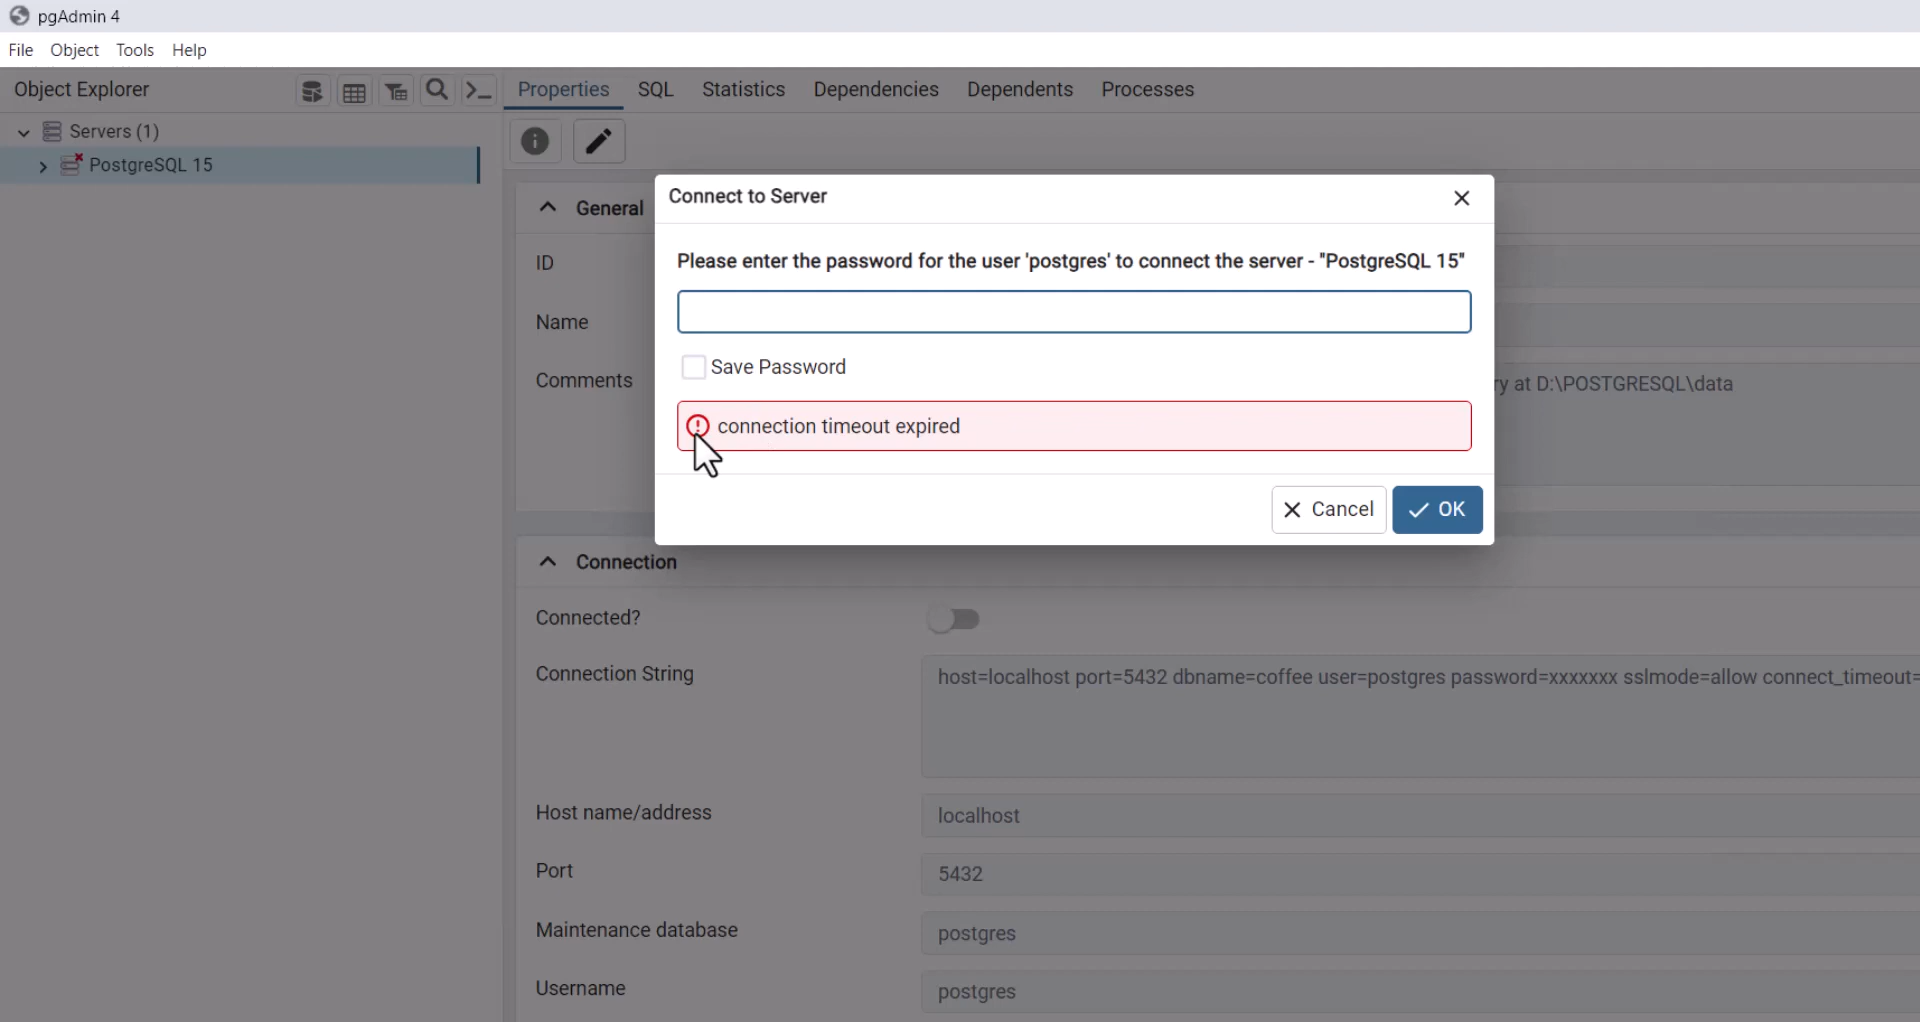 pgAdmin 4
File Object Tools Help
Object Explorer
Properties SQL Statistics Dependencies Dependents Processes
Servers (1)
PostgreSQL 15
General
ID
Name
Comments
ry at D:\POSTGRESQL\data
Connect to Server
Please enter the password for the user 'postgres' to connect the server - "PostgreSQL 15"
Save Password
connection timeout expired
Cancel OK
Connection
Connected?
Connection String
host=localhost port=5432 dbname=coffee user=postgres password=xxxxxxx sslmode=allow connect_timeout=
Host name/address
localhost
Port
5432
Maintenance database
postgres
Username
postgres